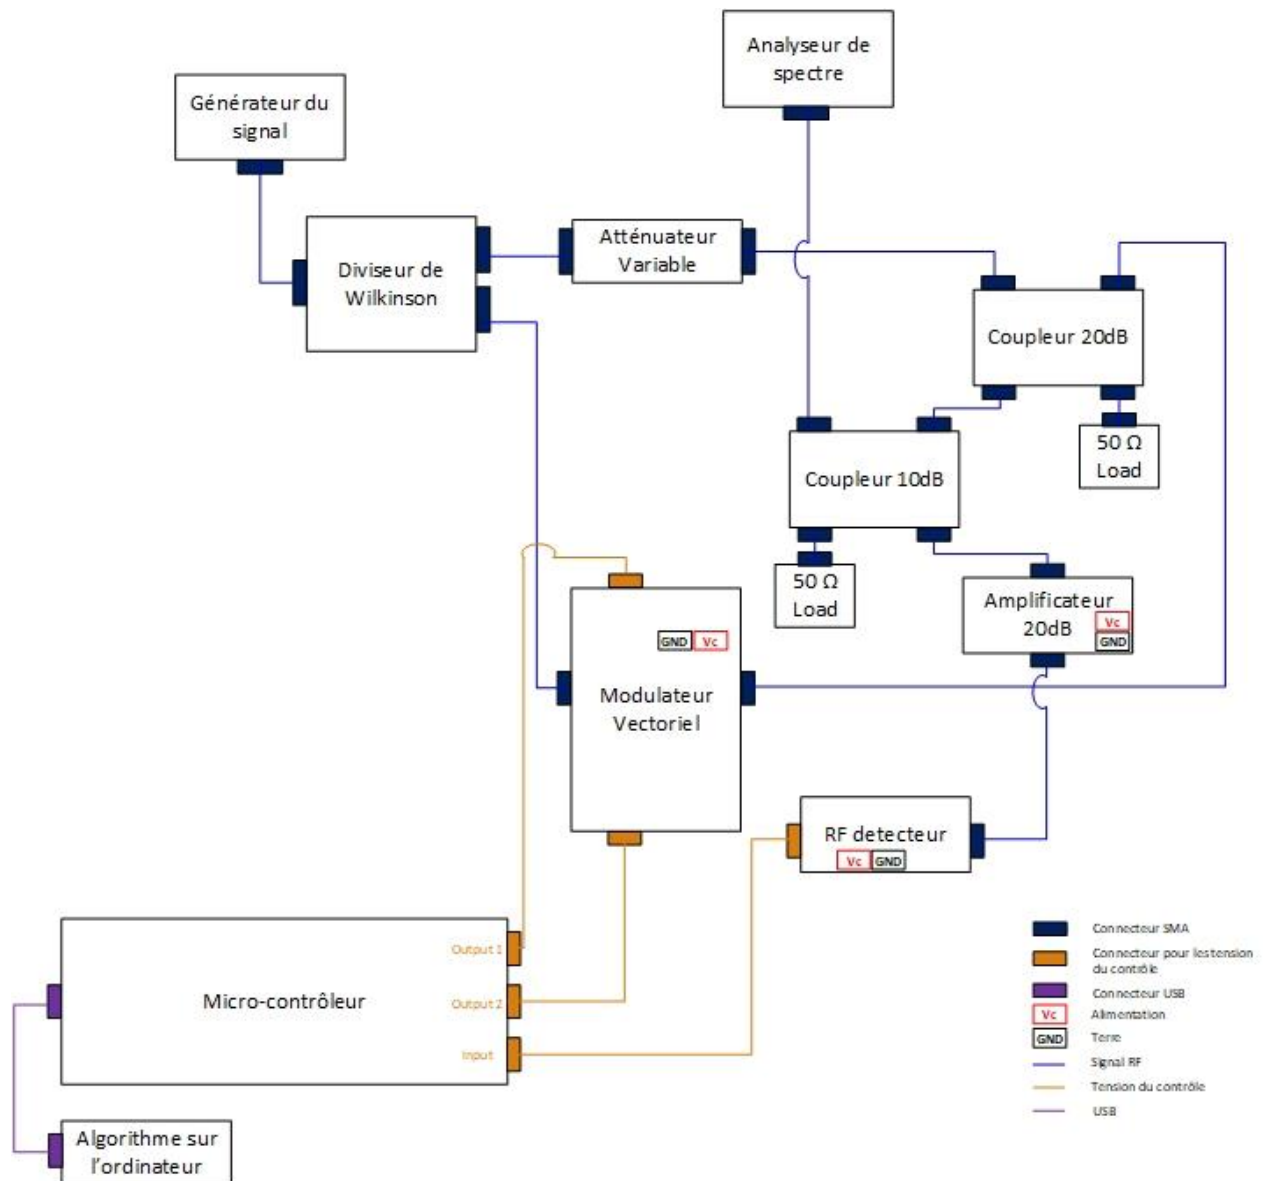 Analyseur de
spectre
Générateur du
signal
Diviseur de
Wilkinson
Atténuateur
Variable
Coupleur 20dB
50 Ω
Load
Coupleur 10dB
50 Ω
Load
Amplificateur
20dB
Vc
GND
GND Vc
Modulateur
Vectoriel
RF detecteur
Vc GND
Output 1
Micro-contrôleur
Output 2
Input
Algorithme sur
l'ordinateur
Connecteur SMA
Connecteur pour les tension
du contrôle
Connecteur USB
Vc Alimentation
GND Terre
Signal RF
Tension du contrôle
USB